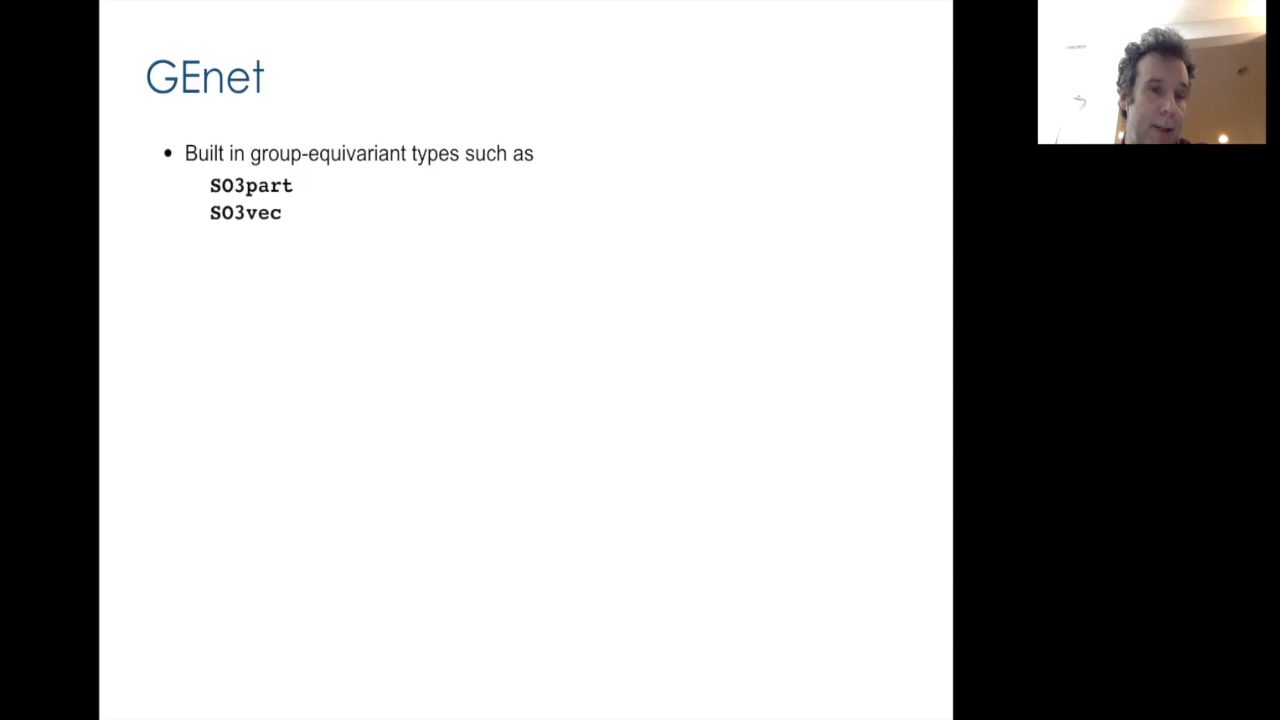 GEnet
• Built in group-equivariant types such as
SO3part
SO3vec